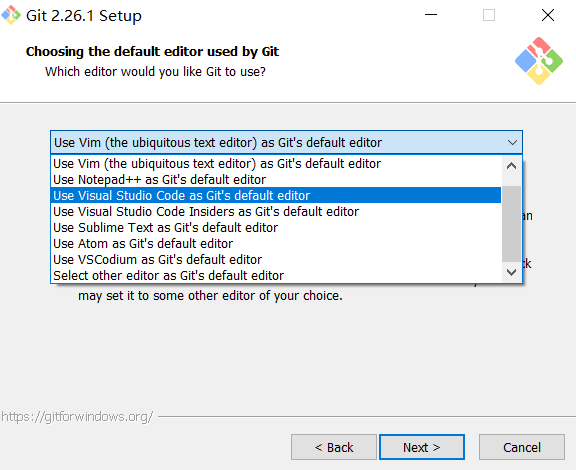 Git 2.26.1 Setup
Choosing the default editor used by Git
Which editor would you like Git to use?
Use Vim (the ubiquitous text editor) as Git's default editor
Use Vim (the ubiquitous text editor) as Git's default editor
Use Notepad++ as Git's default editor
Use Visual Studio Code as Git's default editor
Use Visual Studio Code Insiders as Git's default editor
an
Use Sublime Text as Git's default editor
Use Atom as Git's default editor
Use VSCodium as Git's default editor
ck
Select other editor as Git's default editor
may set it to some other editor of your choice.
https://gitforwindows.org/
< Back
Next >
Cancel